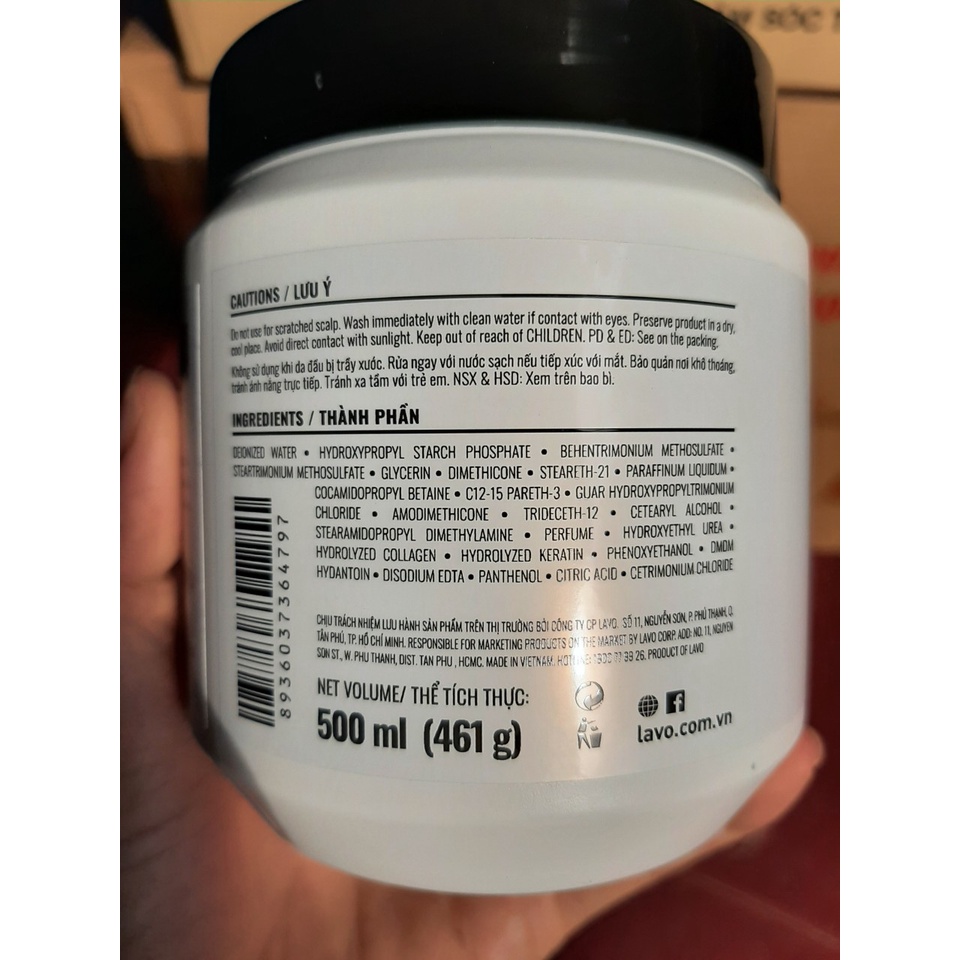 SÓC T
CAUTIONS / LƯU Ý
Do not use for scratched scalp. Wash immediately with clean water if contact with eyes. Preserve product in a dry,
cool place. Avoid direct contact with sunlight. Keep out of reach of CHILDREN. PD & ED: See on the packing.
Không sử dụng khi da đầu bị trầy xước. Rửa ngay với nước sạch nếu tiếp xúc với mắt. Bảo quản nơi khô thoáng,
tránh ánh nắng trực tiếp. Tránh xa tầm với trẻ em. NSX & HSD: Xem trên bao bì.
INGREDIENTS / THÀNH PHẦN
DEIONIZED WATER • HYDROXYPROPYL STARCH PHOSPHATE • BEHENTRIMONIUM METHOSULFATE •
STEARTRIMONIUM METHOSULFATE • GLYCERIN • DIMETHICONE • STEARETH-21 • PARAFFINUM LIQUIDUM •
COCAMIDOPROPYL BETAINE • C12-15 PARETH-3 • GUAR HYDROXYPROPYLTRIMONIUM
CHLORIDE • AMODIMETHICONE • TRIDECETH-12 • CETEARYL ALCOHOL •
STEARAMIDOPROPYL DIMETHYLAMINE • PERFUME • HYDROXYETHYL UREA •
HYDROLYZED COLLAGEN • HYDROLYZED KERATIN • PHENOXYETHANOL • DMDM
HYDANTOIN • DISODIUM EDTA • PANTHENOL • CITRIC ACID • CETRIMONIUM CHLORIDE
8936037364797
CHỊU TRÁCH NHIỆM LƯU HÀNH SẢN PHẨM TRÊN THỊ TRƯỜNG BỞI CÔNG TY CP LAVO. SỐ 11, NGUYỄN SƠN, P. PHÚ THẠNH, Q.
TÂN PHÚ, TP. HỒ CHÍ MINH. RESPONSIBLE FOR MARKETING PRODUCTS ON THE MARKET BY LAVO CORP. ADD: NO. 11, NGUYEN
SON ST., W. PHU THANH, DIST. TAN PHU , HCMC. MADE IN VIETNAM. HOTLINE: 1900 77 99 26. PRODUCT OF LAVO
NET VOLUME/ THỂ TÍCH THỰC:
500 ml (461 g)
lavo.com.vn